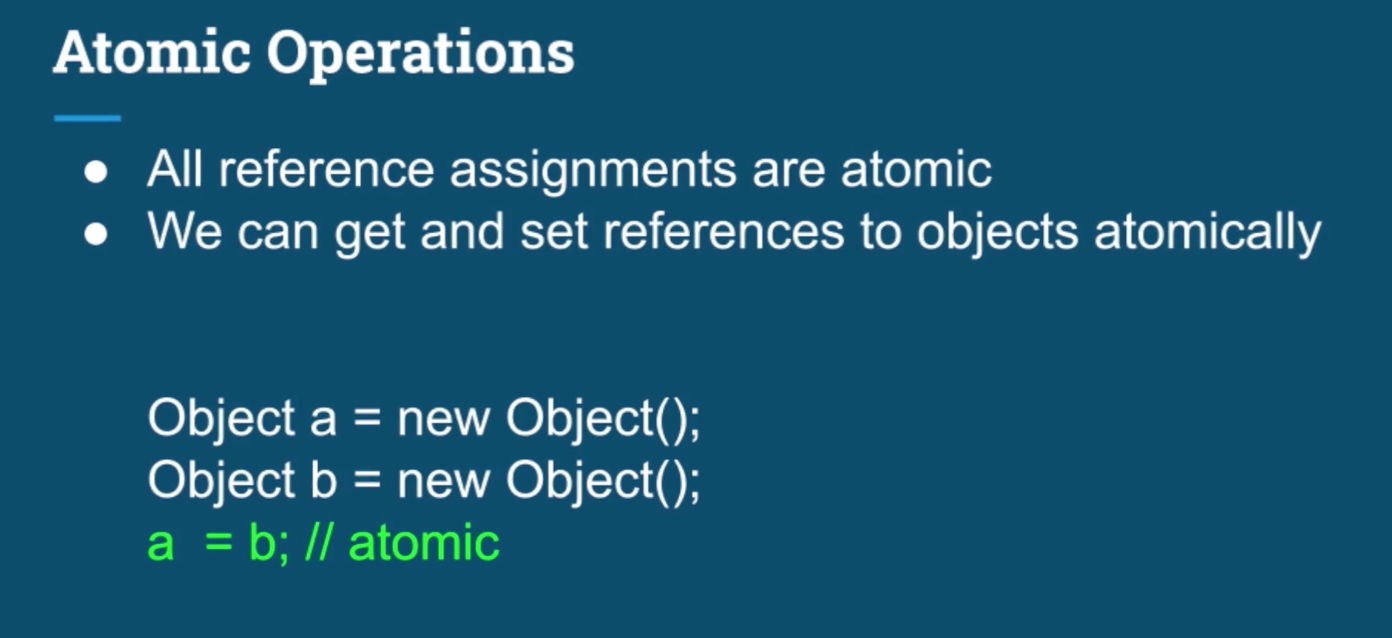 Atomic Operations
● All reference assignments are atomic
● We can get and set references to objects atomically
Object a = new Object();
Object b = new Object();
a  = b; // atomic